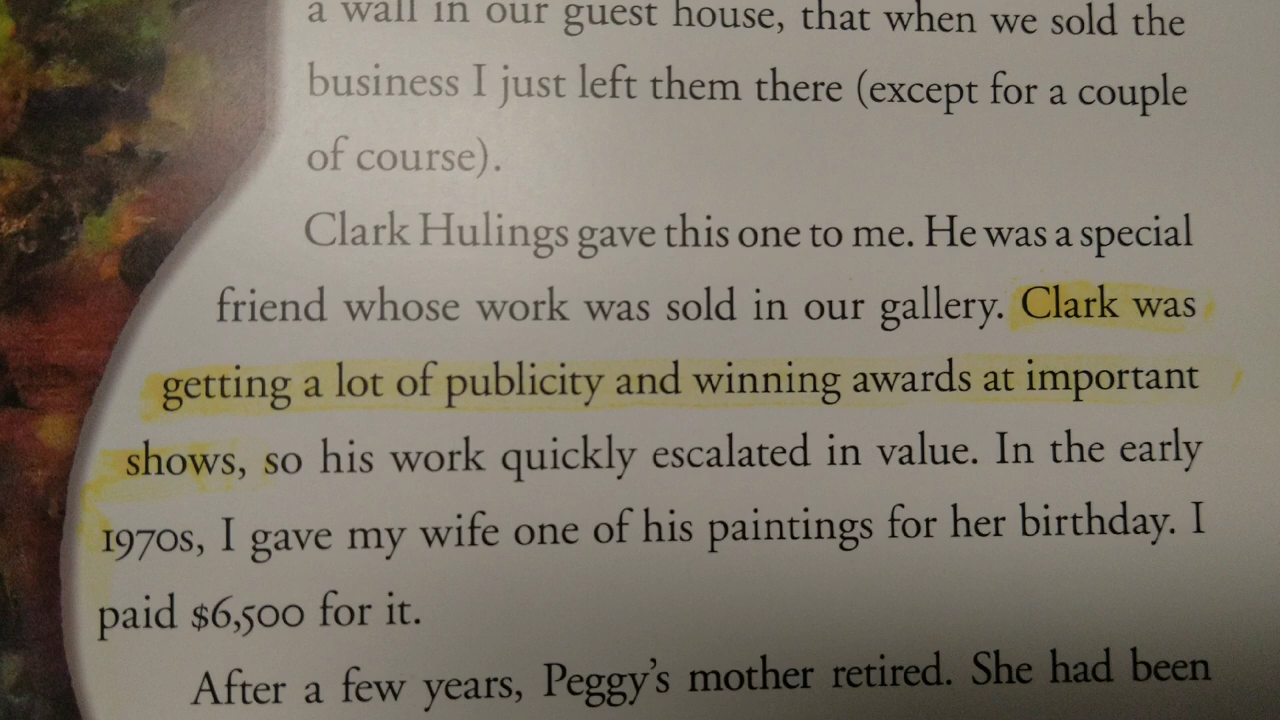 a wall in our guest house, that when we sold the
business I just left them there (except for a couple
of course).
Clark Hulings gave this one to me. He was a special
friend whose work was sold in our gallery. Clark was
getting a lot of publicity and winning awards at important
shows, so his work quickly escalated in value. In the early
1970s, I gave my wife one of his paintings for her birthday. I
paid $6,500 for it.
After a few years, Peggy’s mother retired. She had been